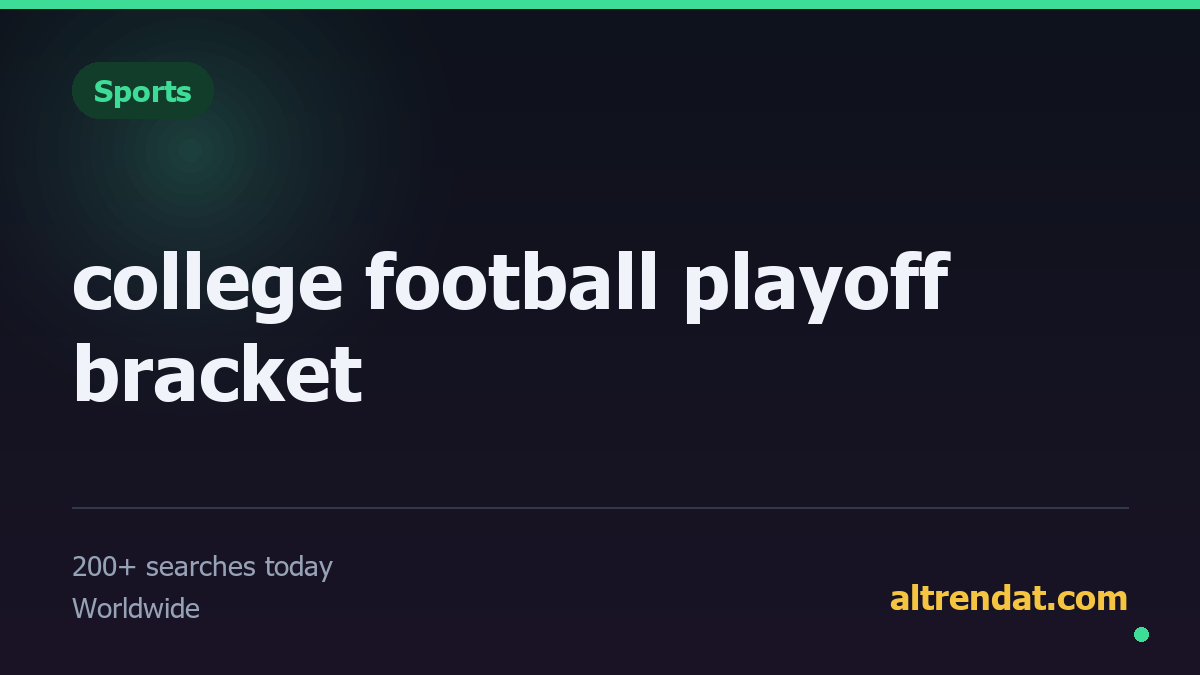 Sports
college football playoff
bracket
200+ searches today
Worldwide
altrendat.com